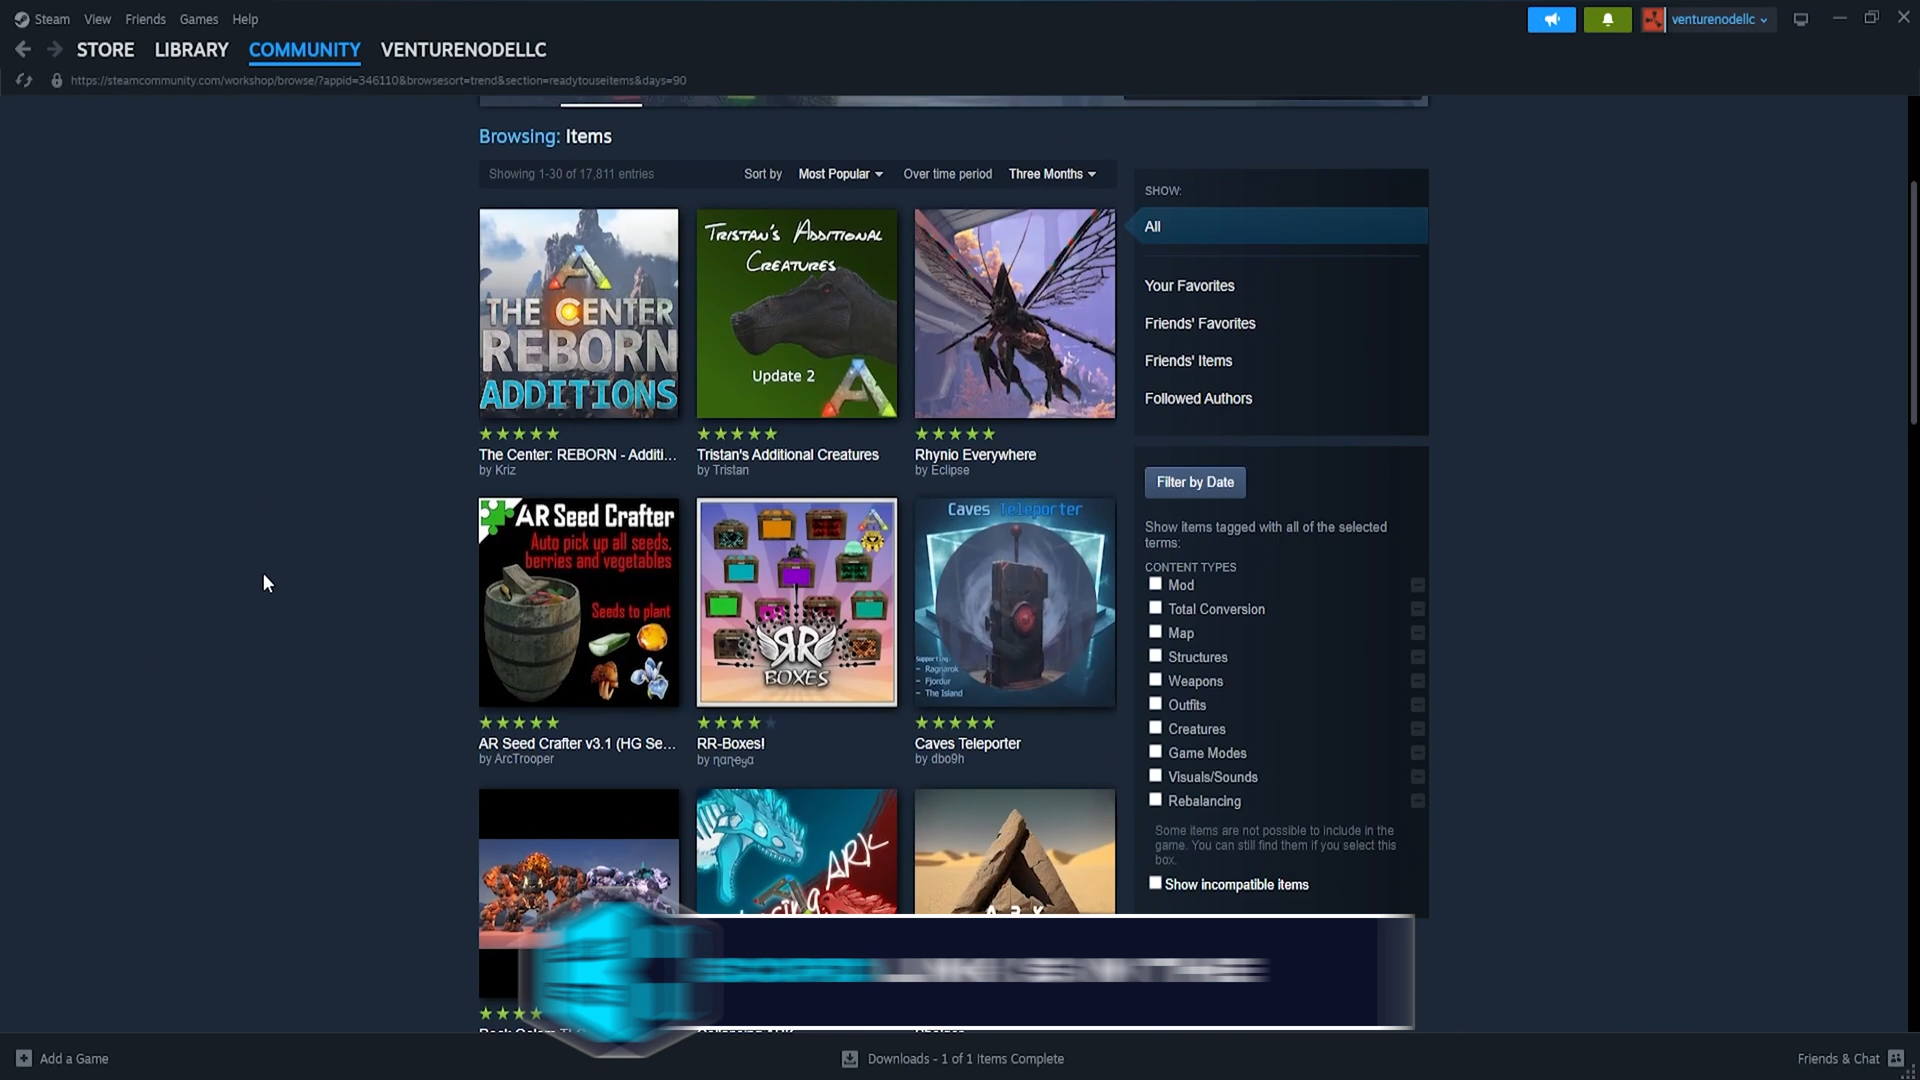 Steam View Friends Games Help
venturenodellc
STORE LIBRARY COMMUNITY VENTURENODELLC
https://steamcommunity.com/workshop/browse/?appid=346110&browsesort=trend&section=readytouseitems&days=90
Browsing: Items
Showing 1-30 of 17,811 entries
Sort by Most Popular Over time period Three Months
THE CENTER
REBORN
ADDITIONS
TRISTAN'S ADDITIONAL
CREATURES
Update 2
The Center: REBORN - Additi...
by Kriz
Tristan's Additional Creatures
by Tristan
Rhynio Everywhere
by Eclipse
AR Seed Crafter
Auto pick up all seeds,
berries and vegetables
Seeds to plant
RR
BOXES
Caves Teleporter
Supporting:
- Ragnarok
- Fjordur
- The Island
AR Seed Crafter v3.1 (HG Se...
by ArcTrooper
RR-Boxes!
by ηαηєყα
Caves Teleporter
by dbo9h
ARK
SHOW:
All
Your Favorites
Friends' Favorites
Friends' Items
Followed Authors
Filter by Date
Show items tagged with all of the selected
terms:
CONTENT TYPES
Mod
Total Conversion
Map
Structures
Weapons
Outfits
Creatures
Game Modes
Visuals/Sounds
Rebalancing
Some items are not possible to include in the
game. You can still find them if you select this
box.
Show incompatible items
Add a Game
Downloads - 1 of 1 Items Complete
Friends & Chat